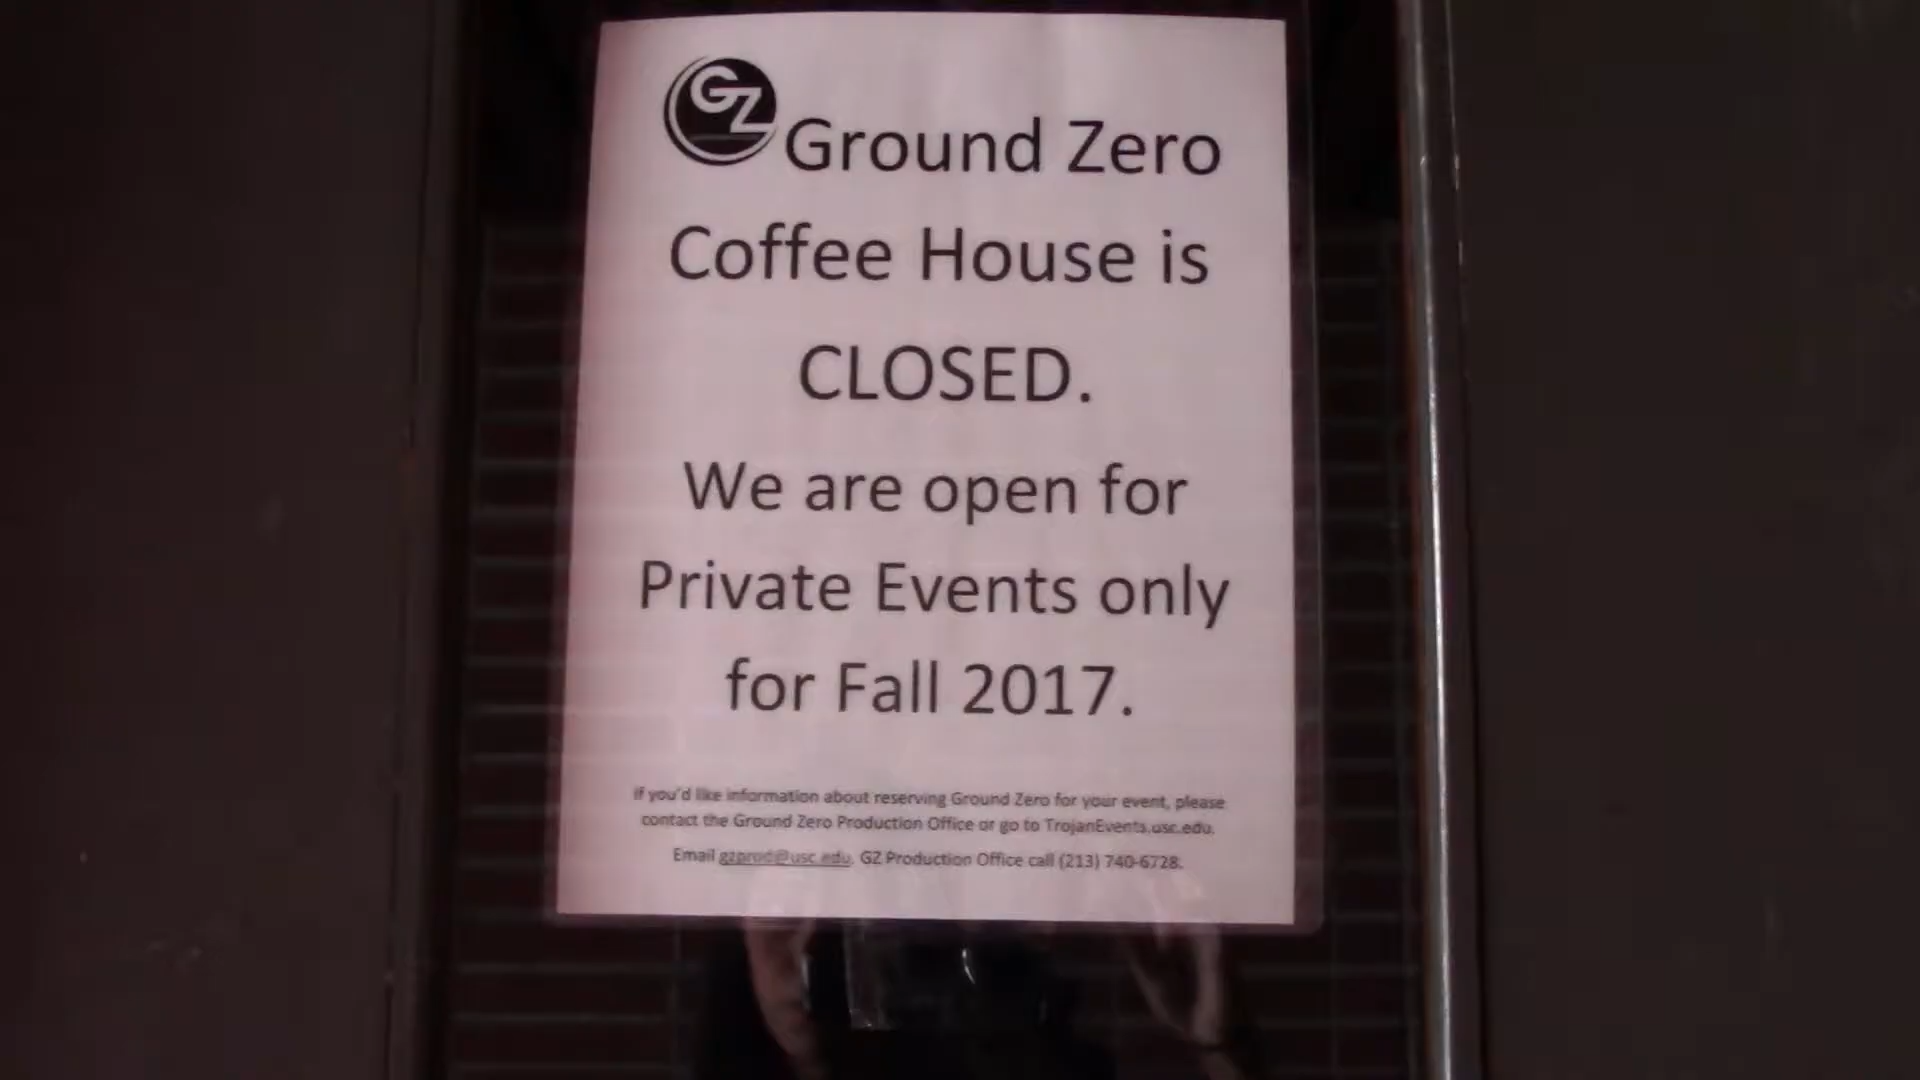 GZ Ground Zero
Coffee House is
CLOSED.
We are open for
Private Events only
for Fall 2017.
If you'd like information about reserving Ground Zero for your event, please
contact the Ground Zero Production Office or go to TrojanEvents.usc.edu.
Email gzprod@usc.edu. GZ Production Office call (213) 740-6728.